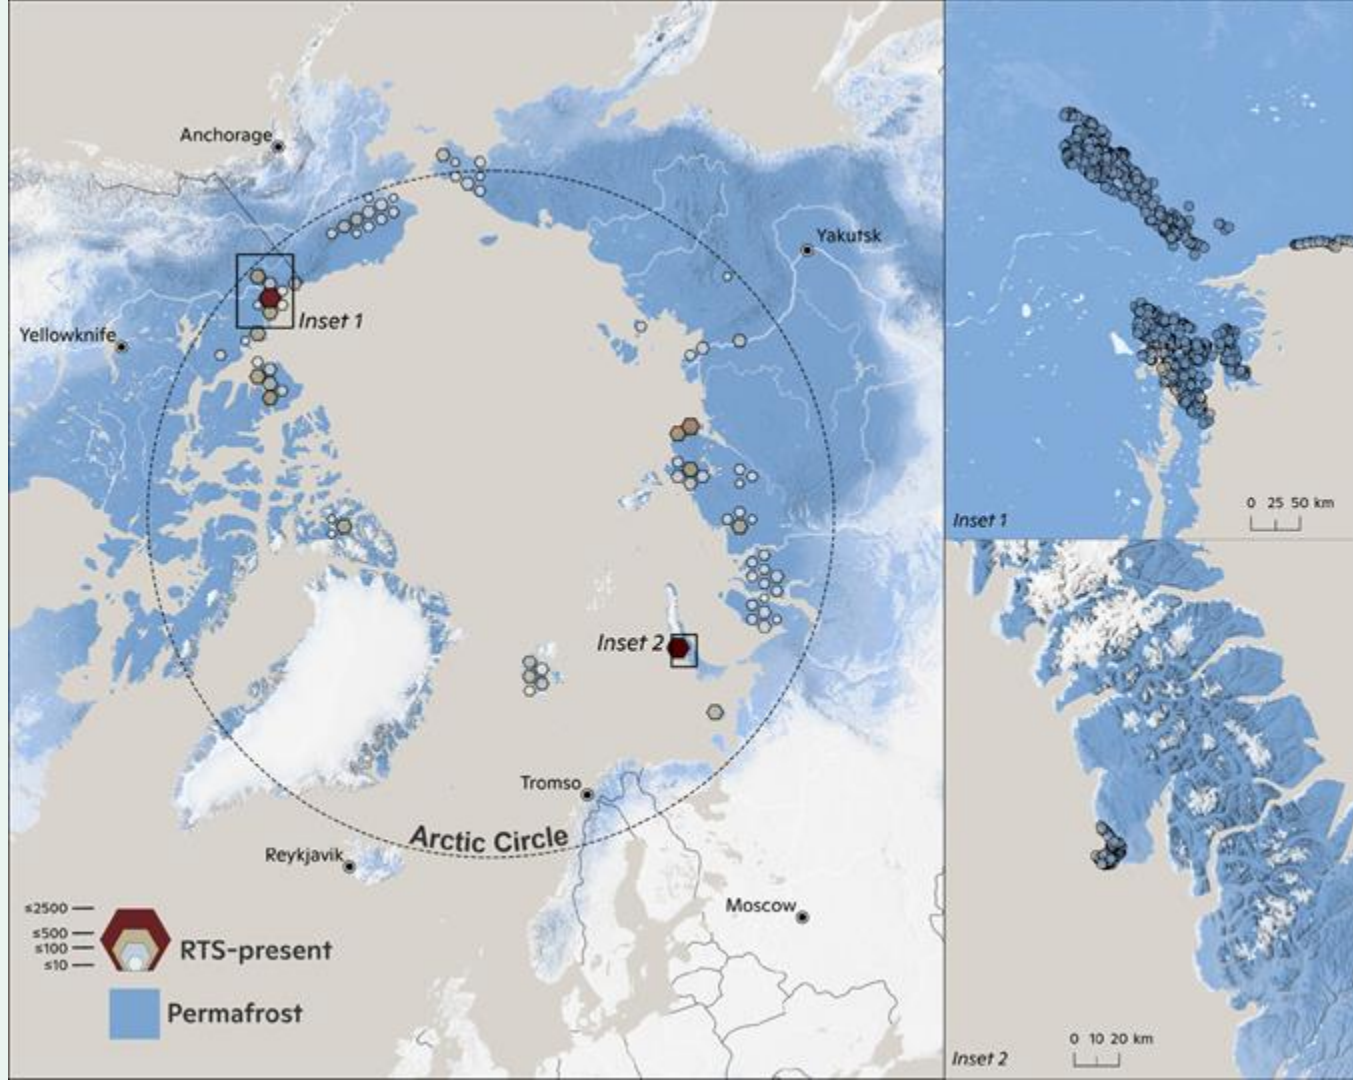 Anchorage
Yakutsk
Yellowknife
Inset 1
Inset 2
Tromso
Arctic Circle
Reykjavik
Moscow
≤2500
≤500
≤100
≤10
RTS-present
Permafrost
0 25 50 km
Inset 1
0 10 20 km
Inset 2